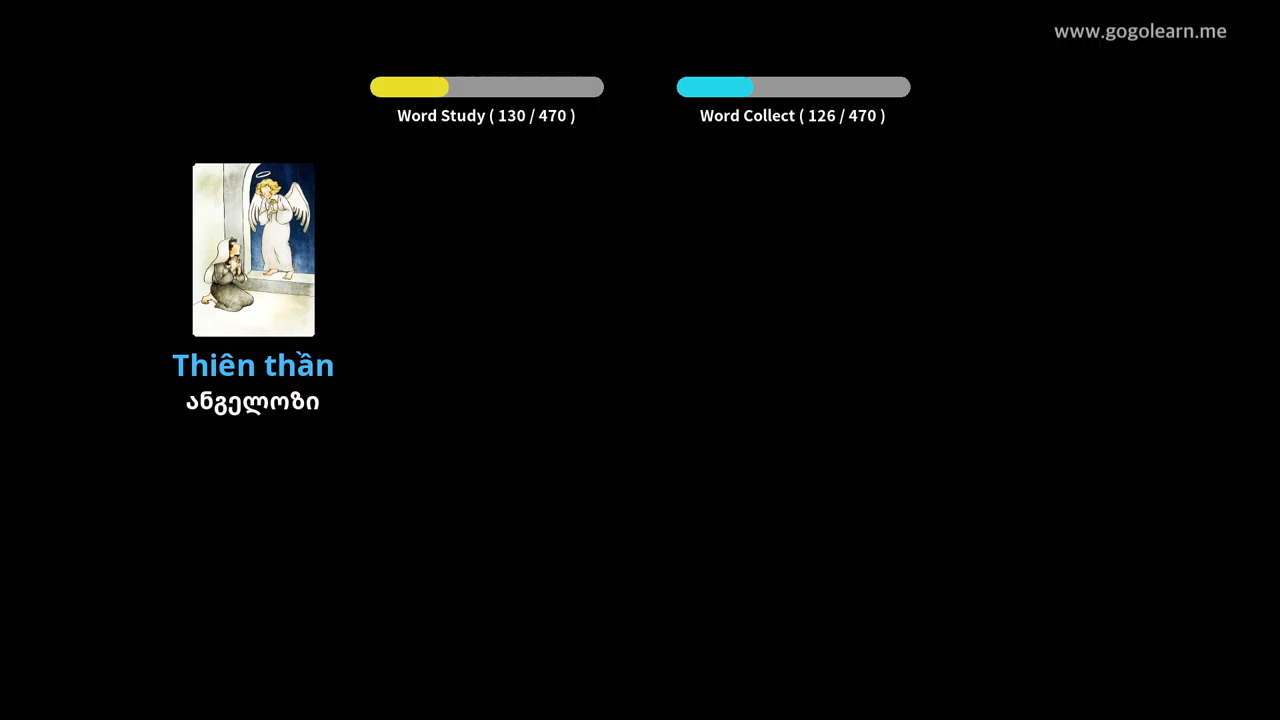 www.gogolearn.me
Word Study ( 130 / 470 )
Word Collect ( 126 / 470 )
Thiên thần
ანგელოზი